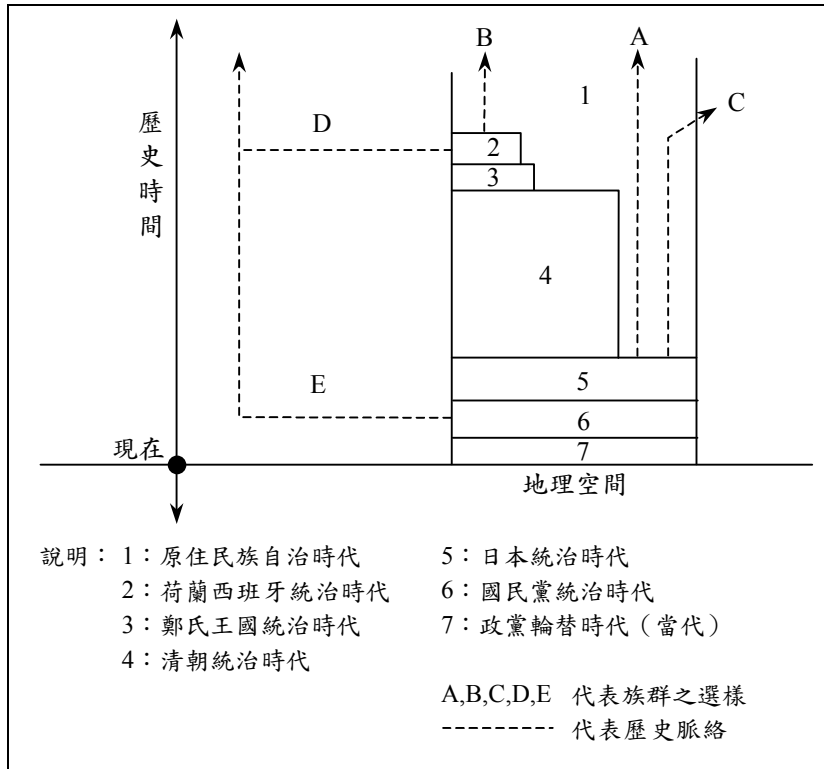 B
A
1
C
歷史時間
D
2
3
4
E
5
6
現在
7
地理空間
說明：1：原住民族自治時代
2：荷蘭西班牙統治時代
3：鄭氏王國統治時代
4：清朝統治時代
5：日本統治時代
6：國民黨統治時代
7：政黨輪替時代（當代）
A,B,C,D,E 代表族群之選樣
代表歷史脈絡